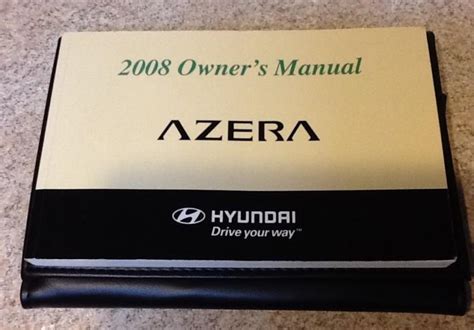 2008 Owner's Manual
AZERA
HYUNDAI
Drive your way™